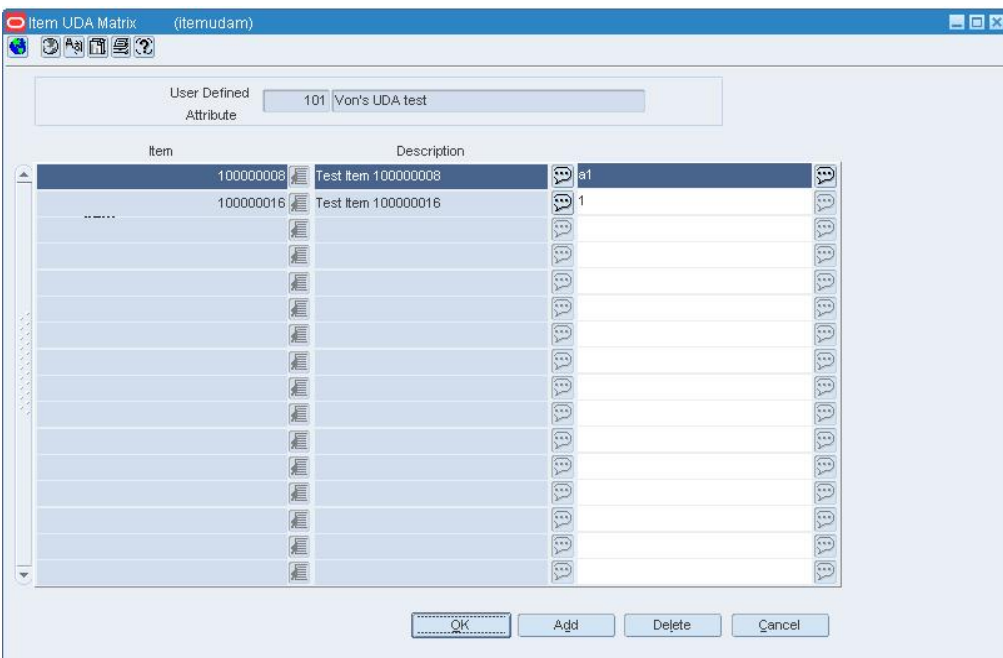 Item UDA Matrix (itemudam)
User Defined
Attribute
101 Von's UDA test
Item Description
100000008 Test Item 100000008 a1
100000016 Test Item 100000016 1
OK Add Delete Cancel